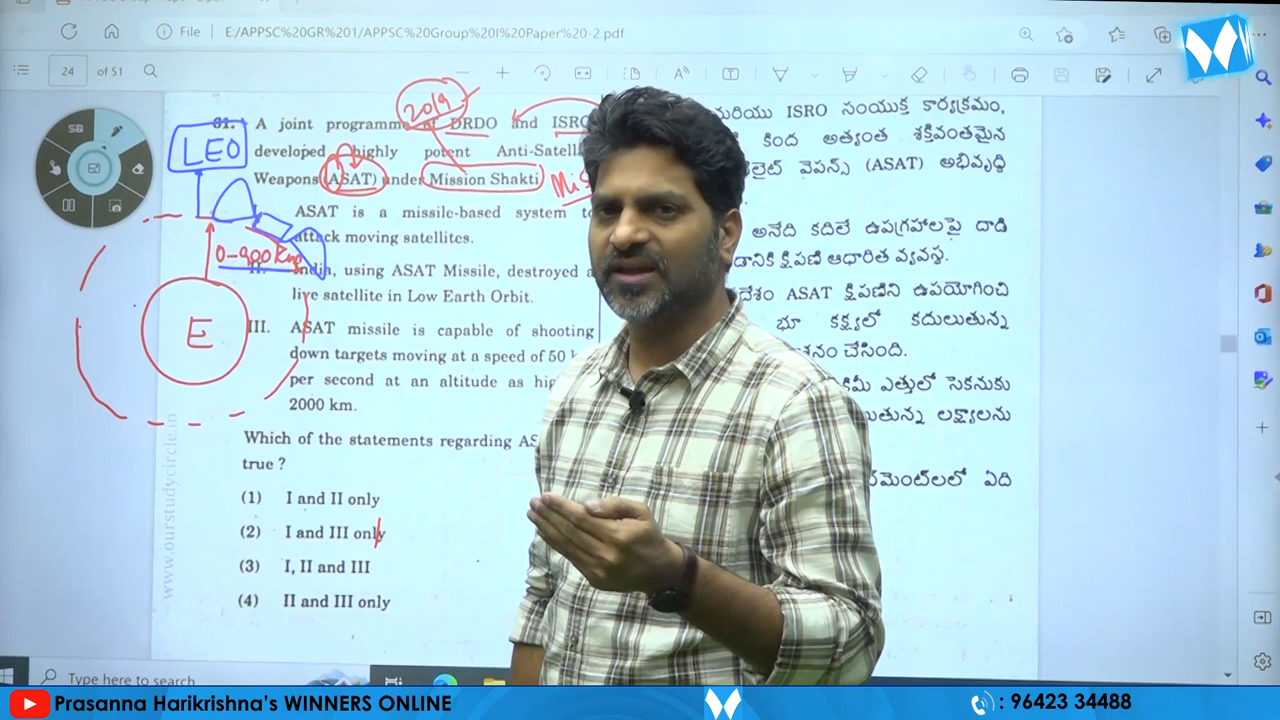 File E:/APPSC%20GR%201/APPSC%20Group%20I%20Paper%20-2.pdf
24 of 51
2019
81. A joint programme of DRDO and ISRO
developed highly potent Anti-Satell
Weapons (ASAT) under Mission Shakti
LEO
ASAT is a missile-based system to
attack moving satellites.
0-900 Km
II. India, using ASAT Missile, destroyed a
live satellite in Low Earth Orbit.
E
III. ASAT missile is capable of shooting
down targets moving at a speed of 50 k
per second at an altitude as hig
2000 km.
Which of the statements regarding AS
true ?
(1) I and II only
(2) I and III only
(3) I, II and III
(4) II and III only
మరియు ISRO సంయుక్త కార్యక్రమం,
కింద అత్యంత శక్తివంతమైన
వెపన్స్ (ASAT) అభివృద్ధి
అనేది కదిలే ఉపగ్రహాలపై దాడి
క్షిపణి ఆధారిత వ్యవస్థ.
ASAT క్షిపణిని ఉపయోగించి
భూ కక్ష్యలో కదులుతున్న
చేసింది.
ఎత్తులో సెకనుకు
లక్ష్యాలను
ఏది
www.ourstudycircle.in
Type here to search
Prasanna Harikrishna's WINNERS ONLINE
: 96423 34488